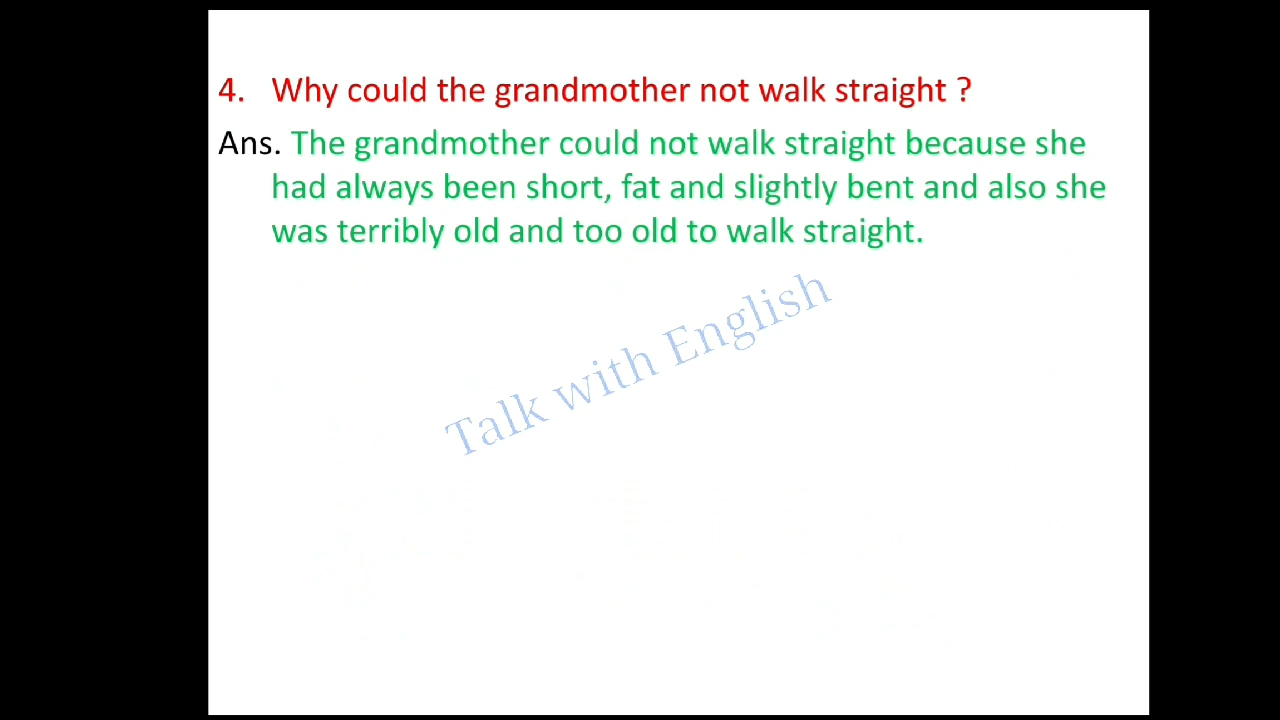 4. Why could the grandmother not walk straight ?
Ans. The grandmother could not walk straight because she
had always been short, fat and slightly bent and also she
was terribly old and too old to walk straight.
Talk with English